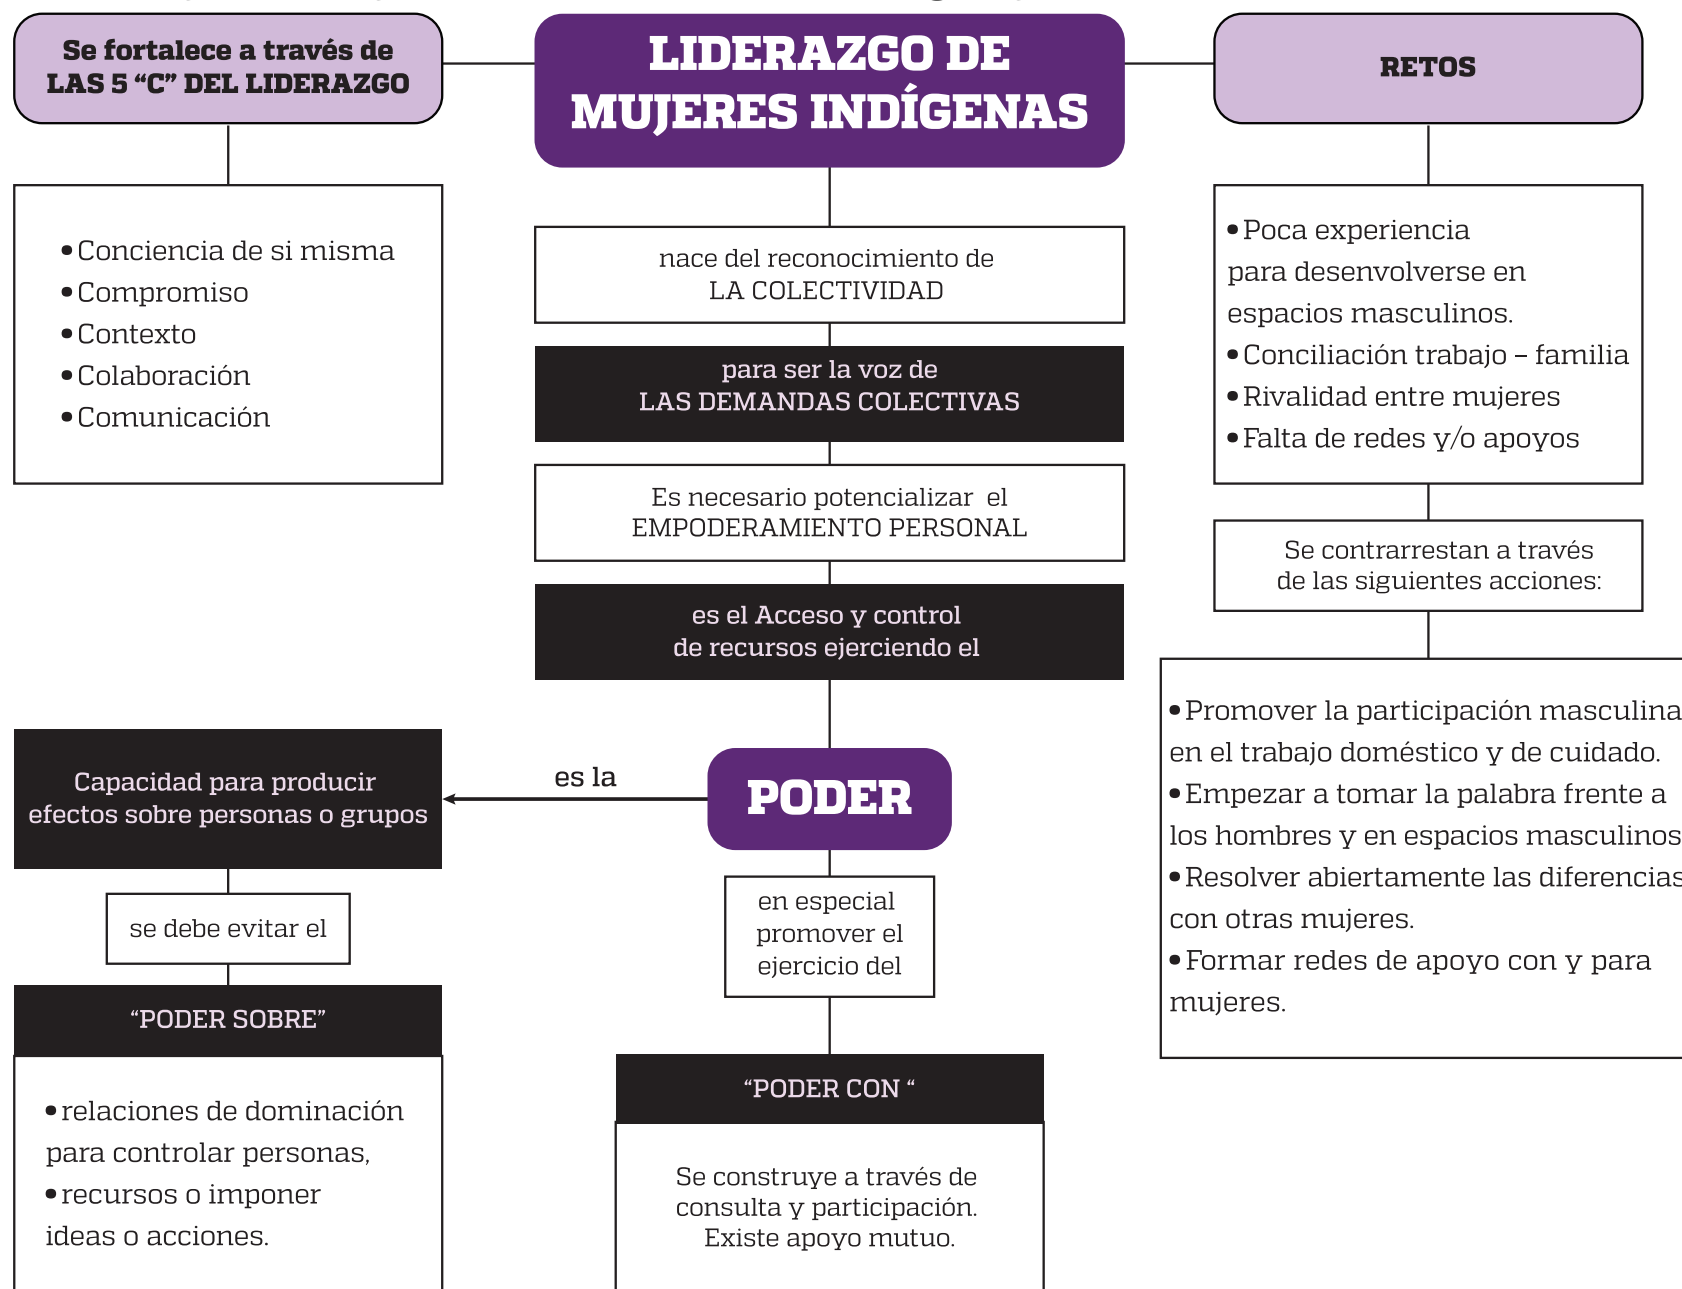 Se fortalece a través de
LAS 5 “C” DEL LIDERAZGO
• Conciencia de si misma
• Compromiso
• Contexto
• Colaboración
• Comunicación
LIDERAZGO DE
MUJERES INDÍGENAS
nace del reconocimiento de
LA COLECTIVIDAD
para ser la voz de
LAS DEMANDAS COLECTIVAS
Es necesario potencializar el
EMPODERAMIENTO PERSONAL
es el Acceso y control
de recursos ejerciendo el
PODER
es la
Capacidad para producir
efectos sobre personas o grupos
se debe evitar el
“PODER SOBRE”
• relaciones de dominación
para controlar personas,
• recursos o imponer
ideas o acciones.
en especial
promover el
ejercicio del
“PODER CON “
Se construye a través de
consulta y participación.
Existe apoyo mutuo.
RETOS
• Poca experiencia
para desenvolverse en
espacios masculinos.
• Conciliación trabajo – familia
• Rivalidad entre mujeres
• Falta de redes y/o apoyos
Se contrarrestan a través
de las siguientes acciones:
• Promover la participación masculina
en el trabajo doméstico y de cuidado.
• Empezar a tomar la palabra frente a
los hombres y en espacios masculinos
• Resolver abiertamente las diferencias
con otras mujeres.
• Formar redes de apoyo con y para
mujeres.